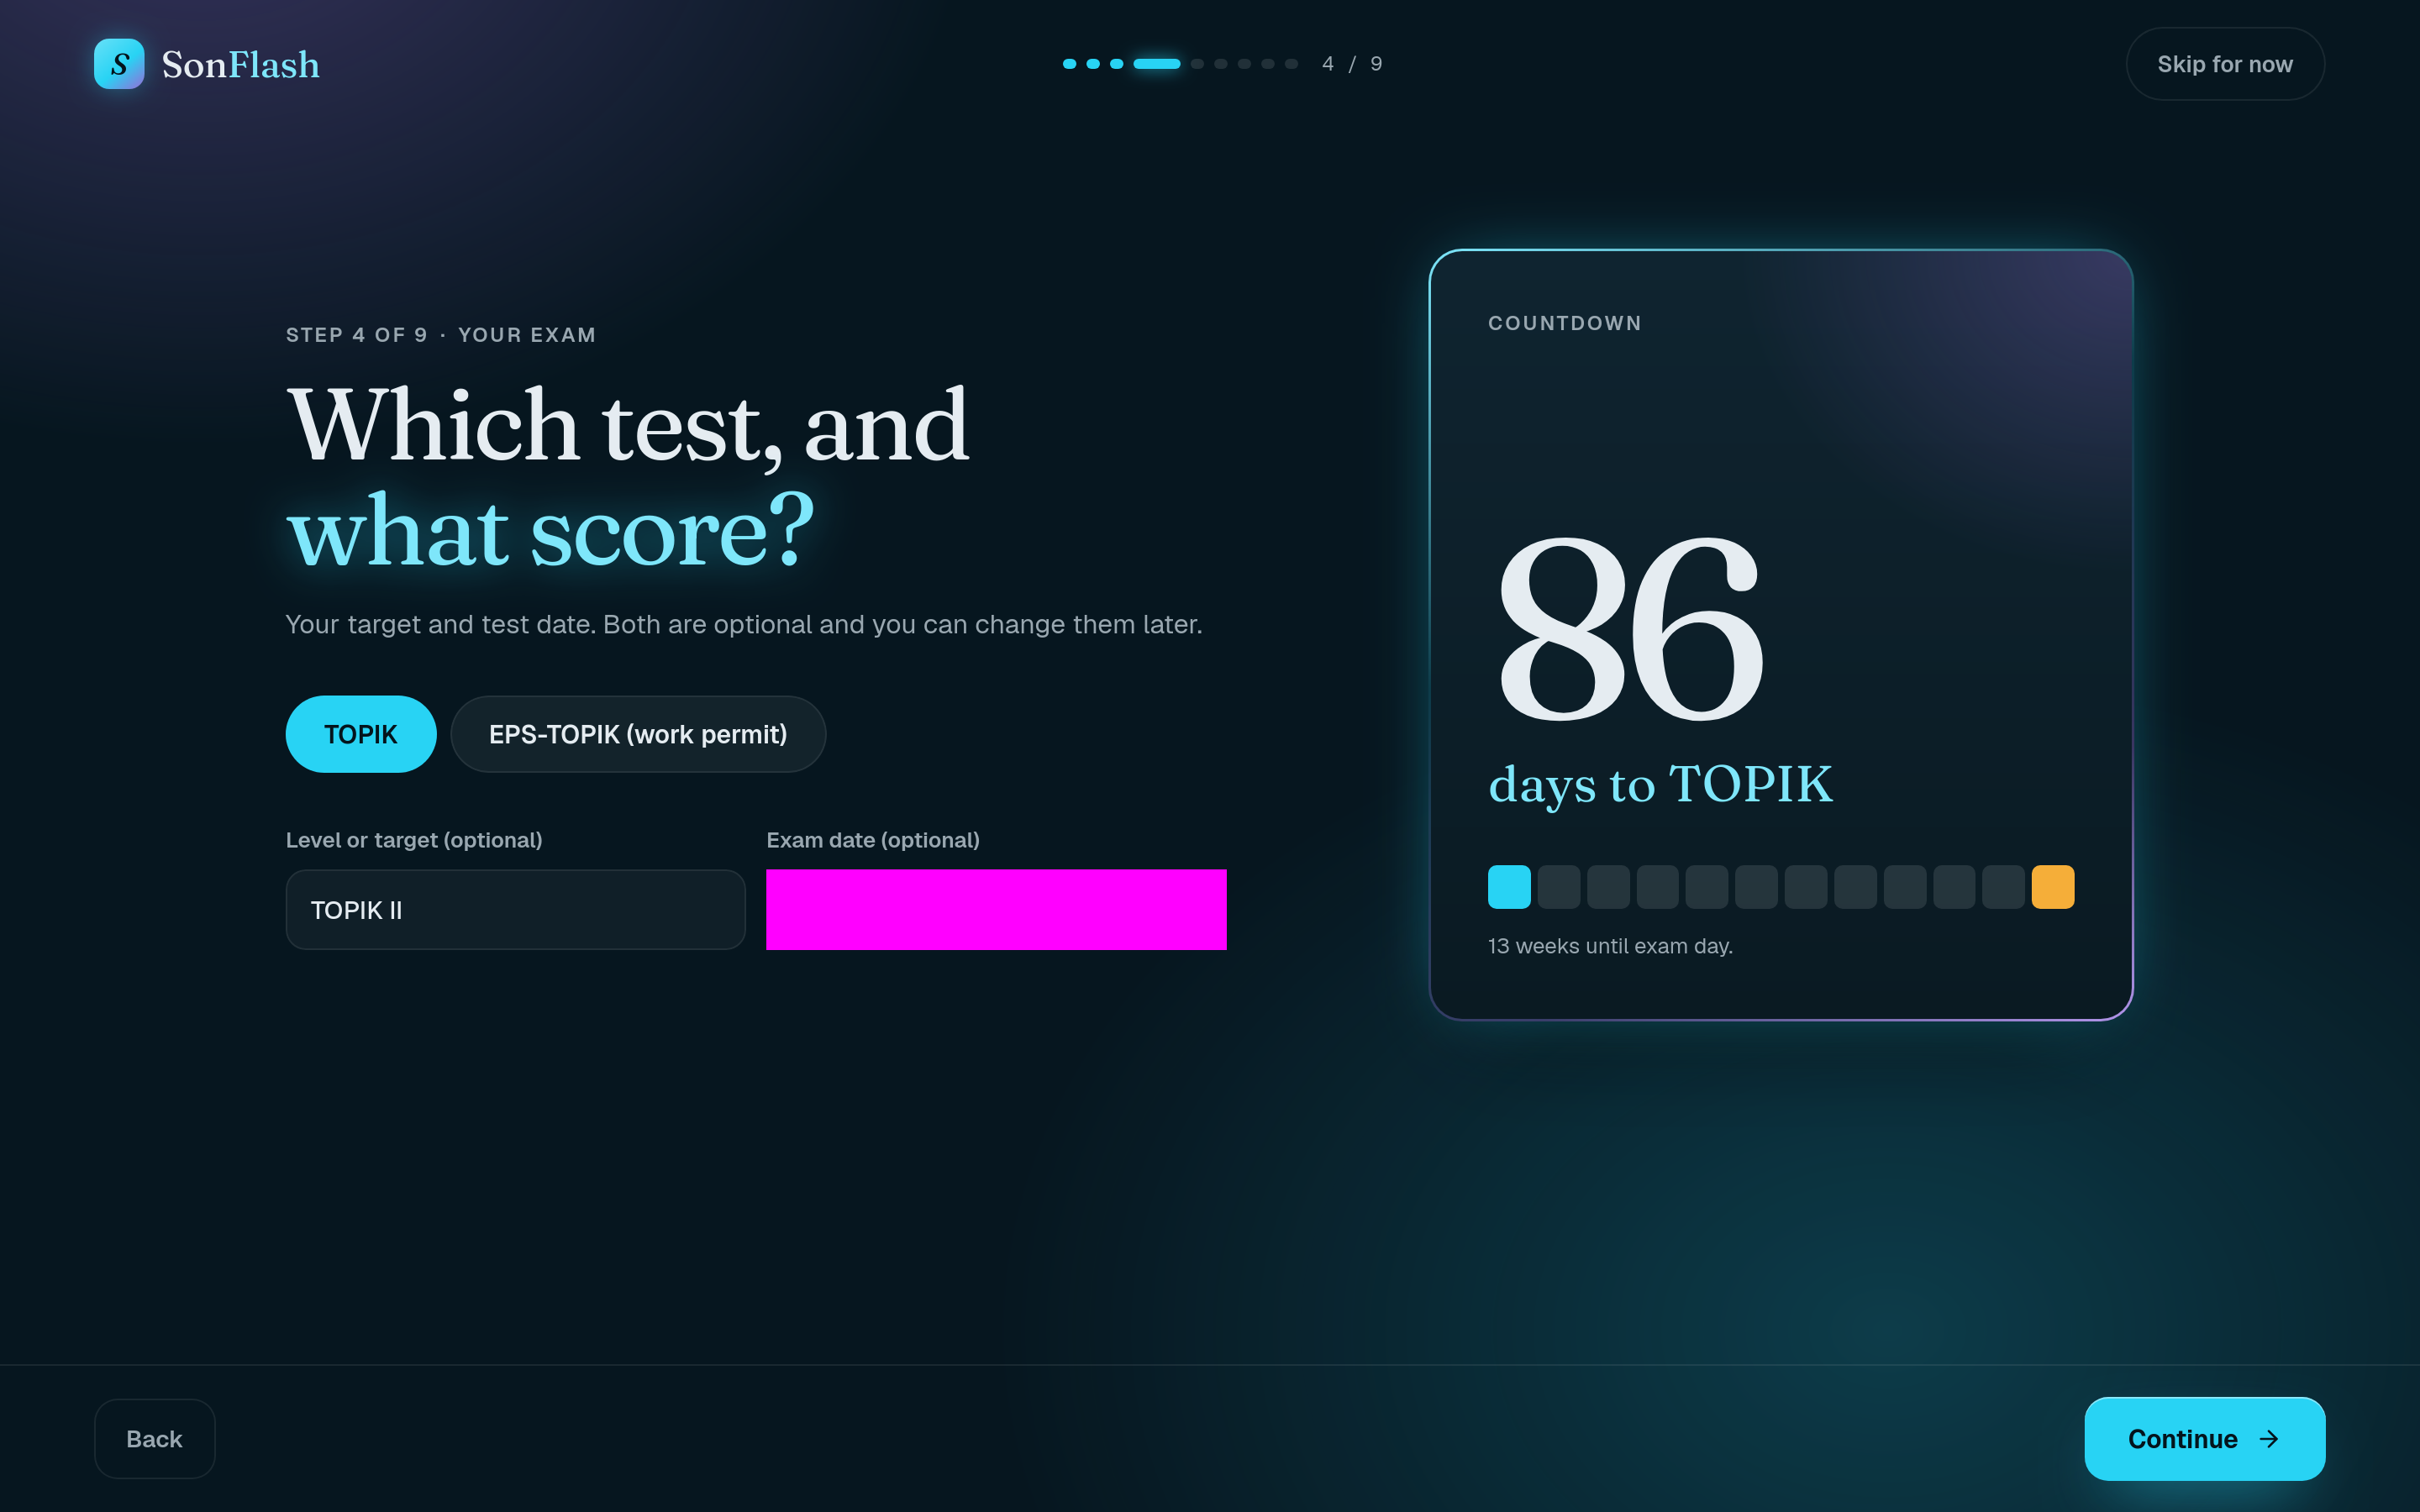 S SonFlash
4 / 9
Skip for now
STEP 4 OF 9 · YOUR EXAM
Which test, and
what score?
Your target and test date. Both are optional and you can change them later.
TOPIK
EPS-TOPIK (work permit)
Level or target (optional)
TOPIK II
Exam date (optional)
COUNTDOWN
86
days to TOPIK
13 weeks until exam day.
Back
Continue →